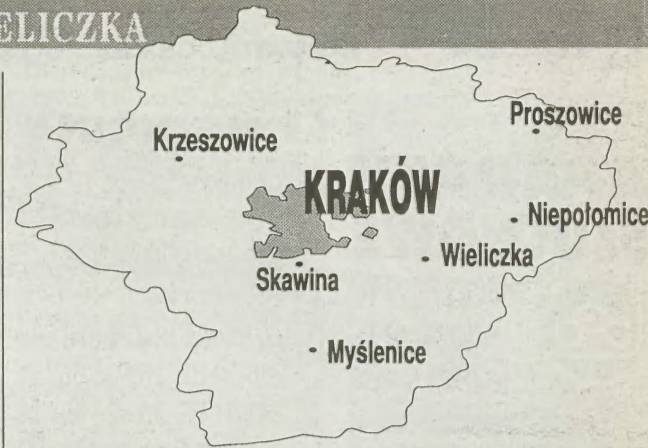 ELICZKA
Proszowice
Krzeszowice
KRAKÓW
Niepołomice
Wieliczka
Skawina
Myślenice